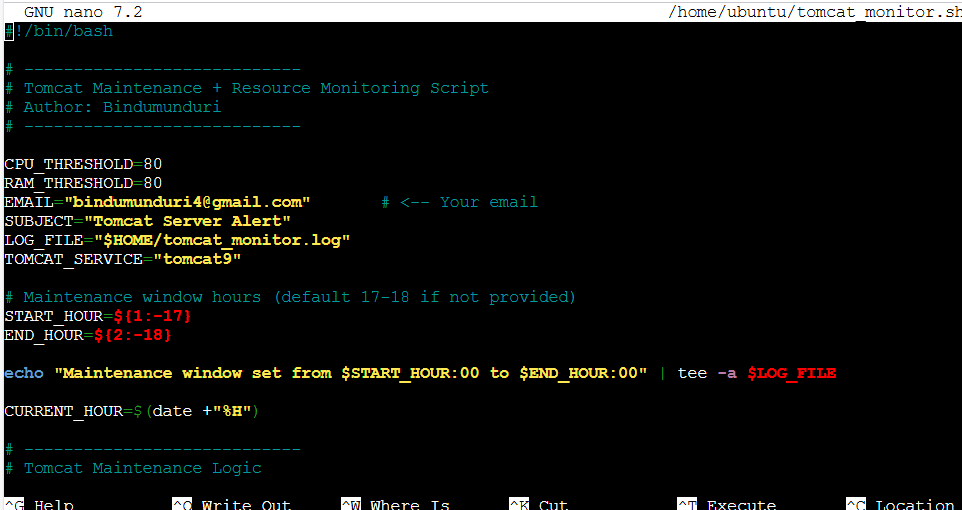 GNU nano 7.2 /home/ubuntu/tomcat_monitor.sh
#!/bin/bash
# ----------------------------
# Tomcat Maintenance + Resource Monitoring Script
# Author: Bindumunduri
# ----------------------------
CPU_THRESHOLD=80
RAM_THRESHOLD=80
EMAIL="bindumunduri4@gmail.com" # <-- Your email
SUBJECT="Tomcat Server Alert"
LOG_FILE="$HOME/tomcat_monitor.log"
TOMCAT_SERVICE="tomcat9"
# Maintenance window hours (default 17-18 if not provided)
START_HOUR=${1:-17}
END_HOUR=${2:-18}
echo "Maintenance window set from $START_HOUR:00 to $END_HOUR:00" | tee -a $LOG_FILE
CURRENT_HOUR=$(date +"%H")
# ----------------------------
# Tomcat Maintenance Logic
^G Help ^O Write Out ^W Where Is ^K Cut ^T Execute ^C Location